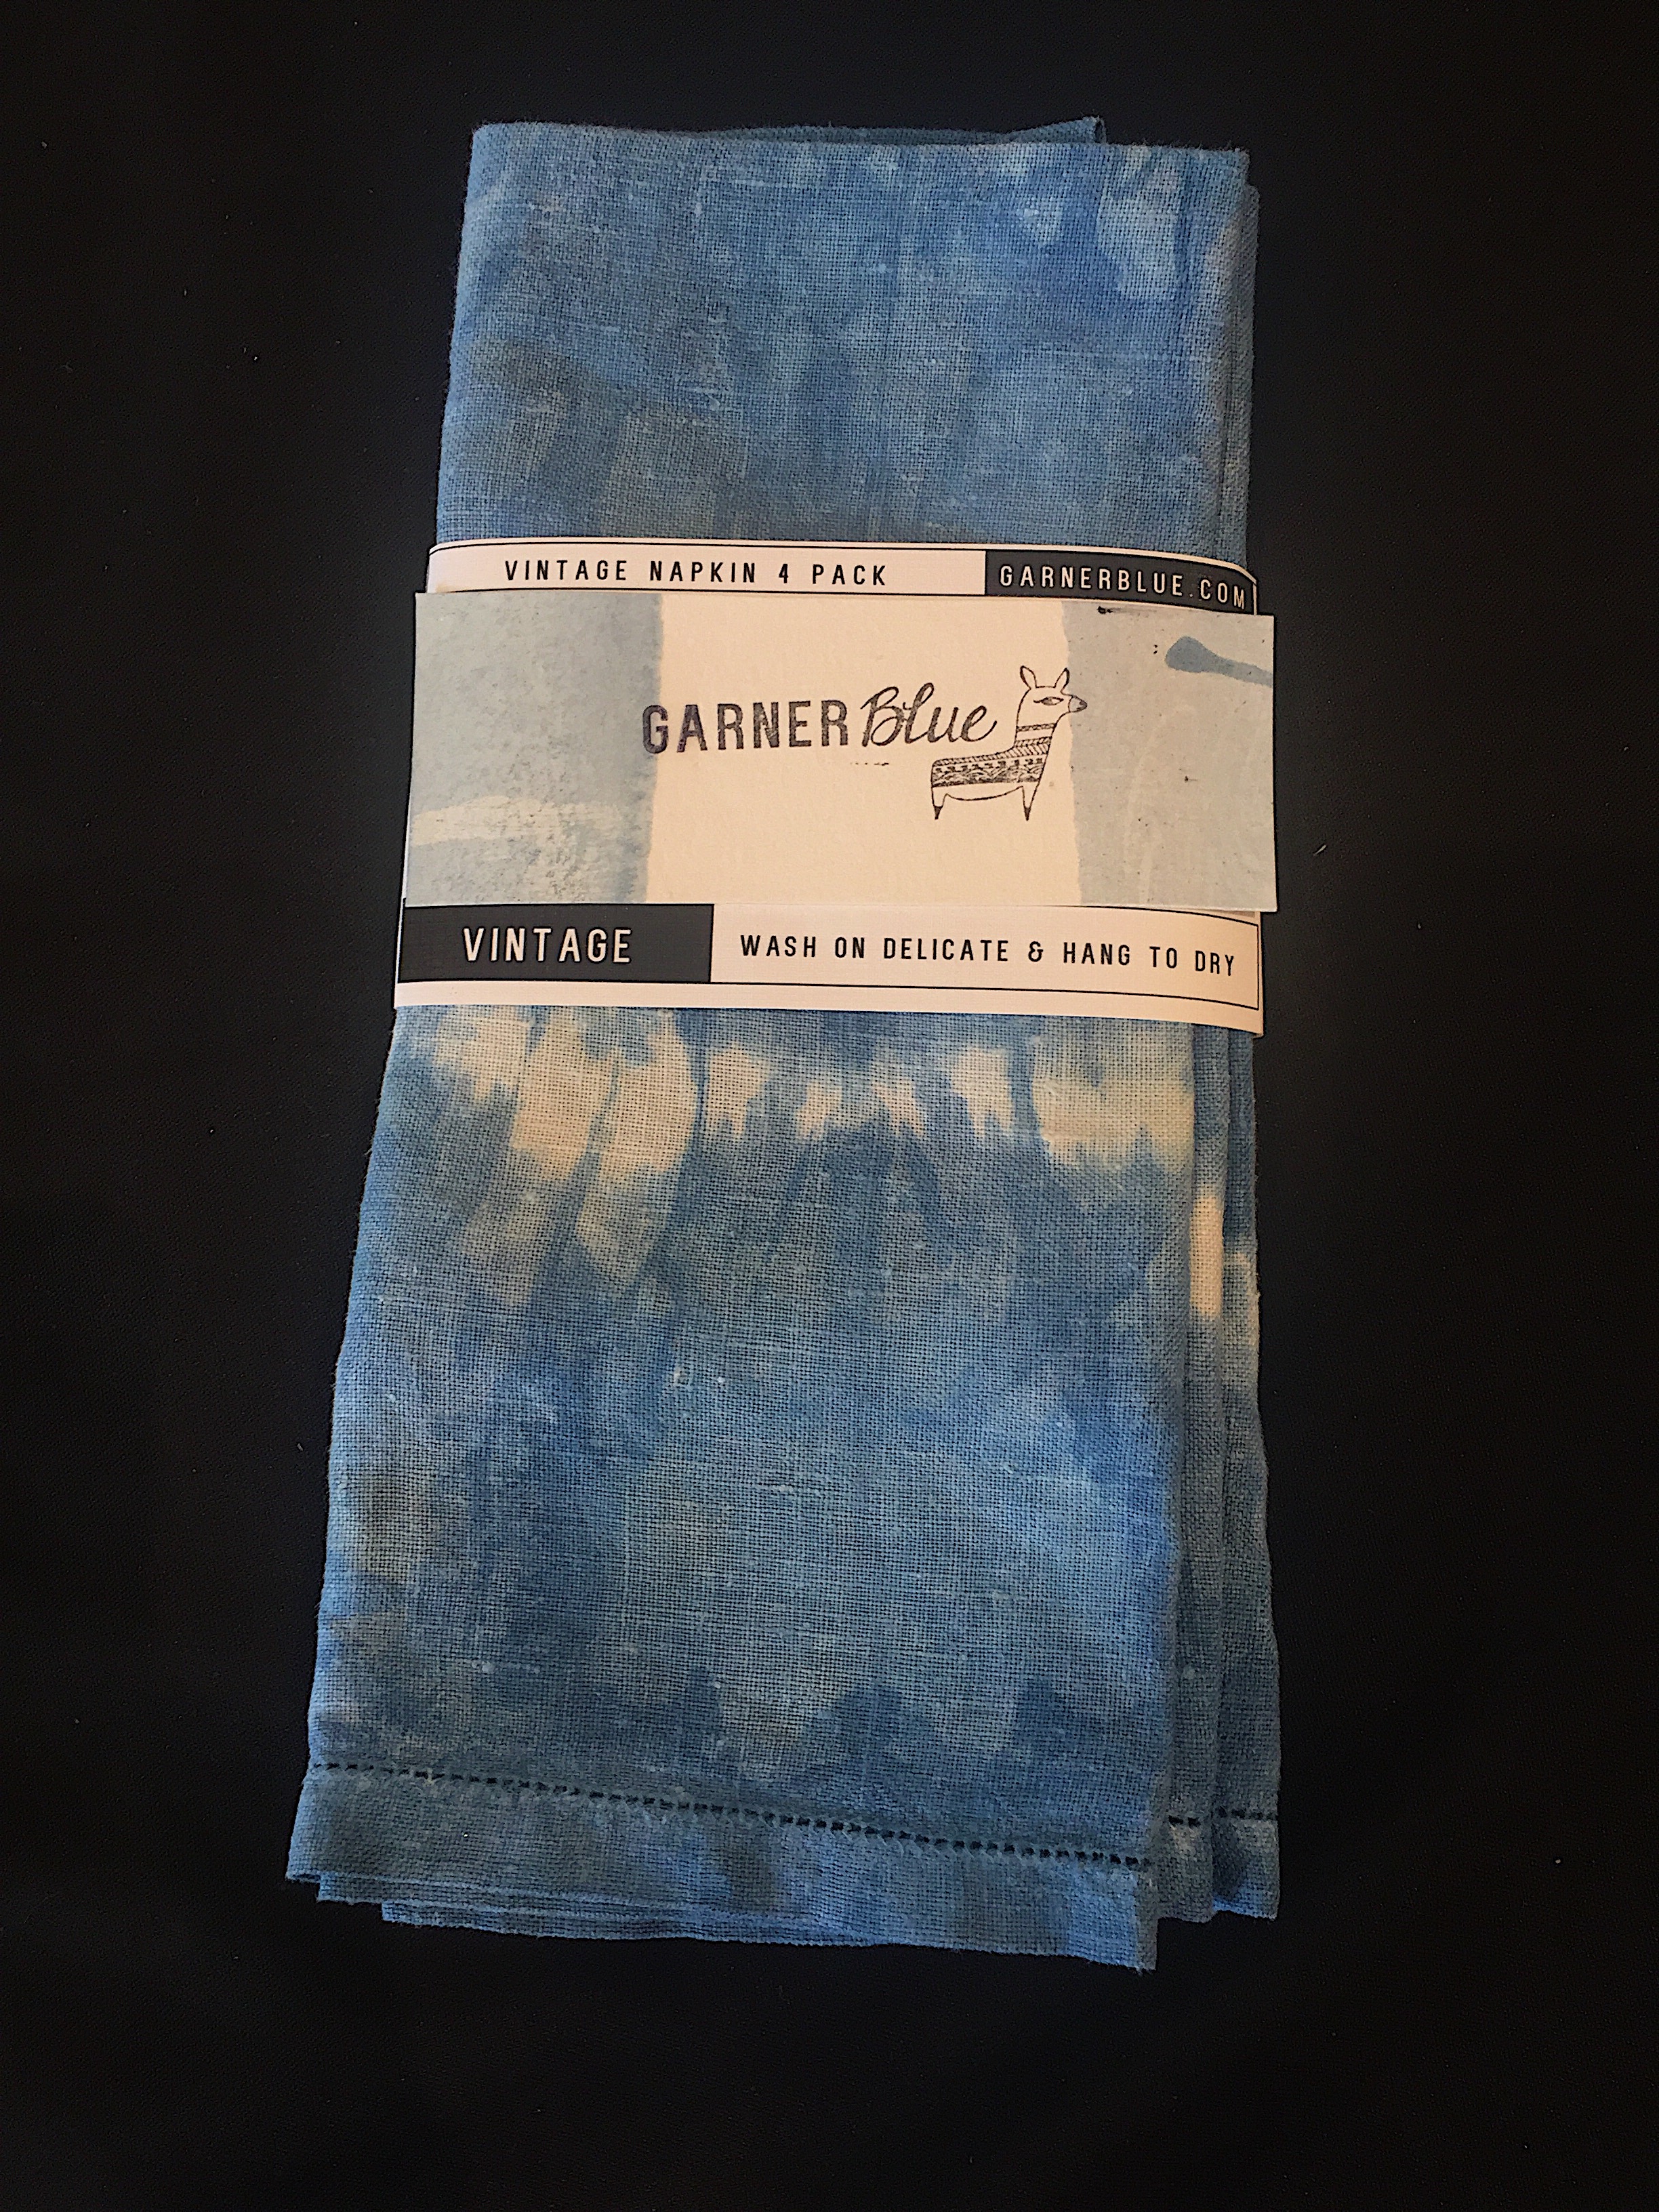 VINTAGE NAPKIN 4 PACK
GARNERBLUE.COM
GARNER Blue
VINTAGE
WASH ON DELICATE & HANG TO DRY